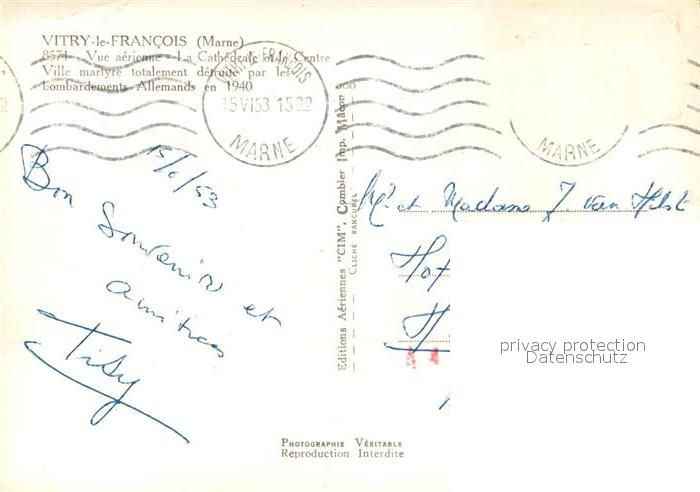 VITRY-le-FRANÇOIS (Marne)
8571 - Vue aérienne - La Cathédrale et le Centre
Ville martyre totalement détruite par les
bombardements Allemands en 1940
15 VI 53 15
MARNE
MARNE
15/6/53
Bon Souvenir et
amitiés
Editions Aériennes "CIM", Combier Imp. Mâcon
CLICHÉ RANCUREL
Mr et Madame J. van
privacy protection
Datenschutz
PHOTOGRAPHIE VÉRITABLE
Reproduction Interdite